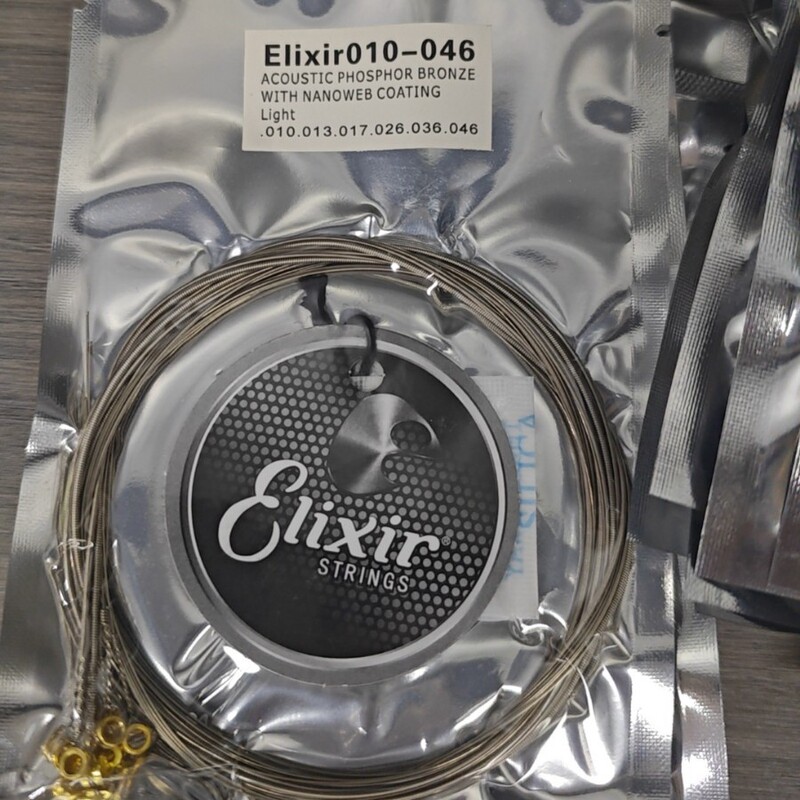 Elixir010-046
ACOUSTIC PHOSPHOR BRONZE
WITH NANOWEB COATING
Light
.010.013.017.026.036.046
Elixir®
STRINGS